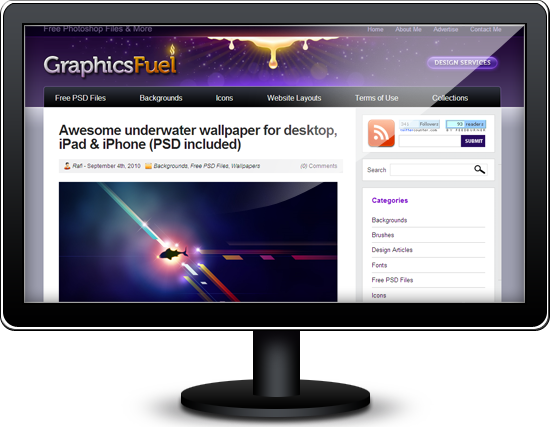 Free Photoshop Files & More
Home About Me Advertise Contact Me
GraphicsFuel
DESIGN SERVICES
Free PSD Files Backgrounds Icons Website Layouts Terms of Use Collections
Awesome underwater wallpaper for desktop,
iPad & iPhone (PSD included)
Rafi - September 4th, 2010 Backgrounds, Free PSD Files, Wallpapers (0) Comments
Followers
readers
BY FEEDBURNER
SUBMIT
Search
Categories
Backgrounds
Brushes
Design Articles
Fonts
Free PSD Files
Icons